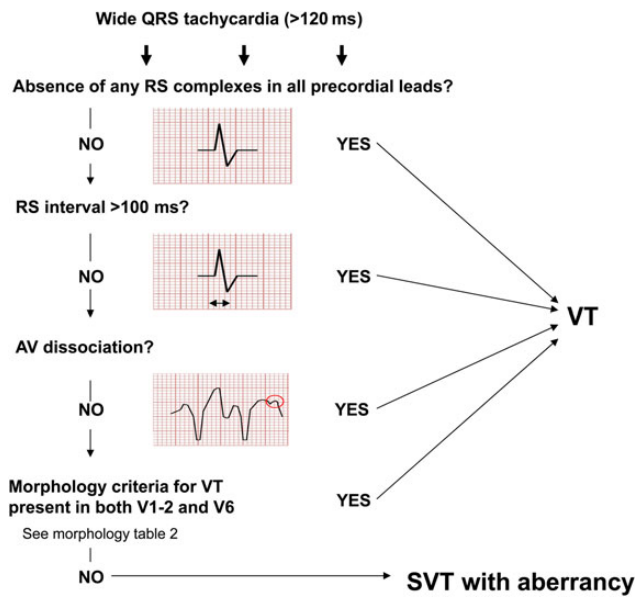 Wide QRS tachycardia (>120 ms)
Absence of any RS complexes in all precordial leads?
NO
YES
RS interval >100 ms?
NO
YES
VT
AV dissociation?
NO
YES
Morphology criteria for VT
present in both V1-2 and V6
YES
See morphology table 2
NO
SVT with aberrancy